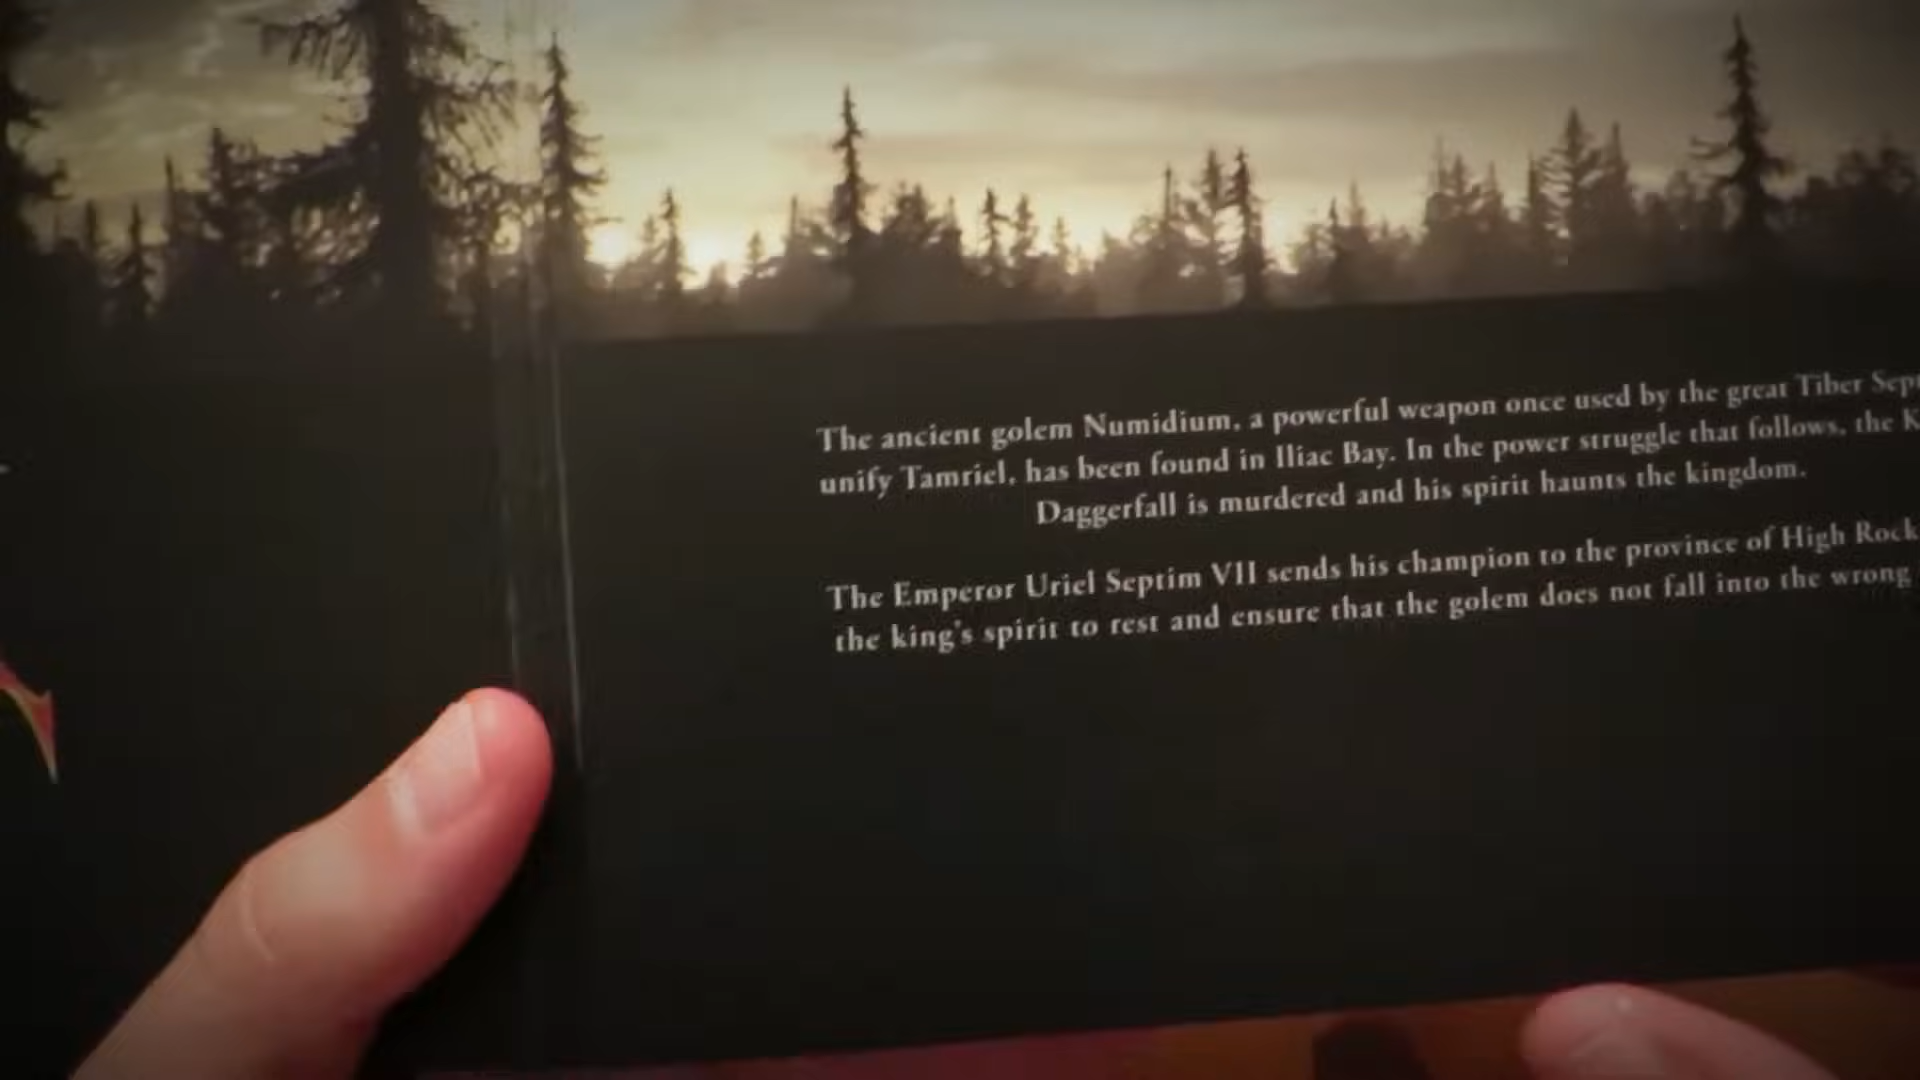 The ancient golem Numidium, a powerful weapon once used by the great Tiber
unify Tamriel, has been found in Iliac Bay. In the power struggle that follows, the
Daggerfall is murdered and his spirit haunts the kingdom.
The Emperor Uriel Septim VII sends his champion to the province of High Rock
the king's spirit to rest and ensure that the golem does not fall into the wrong